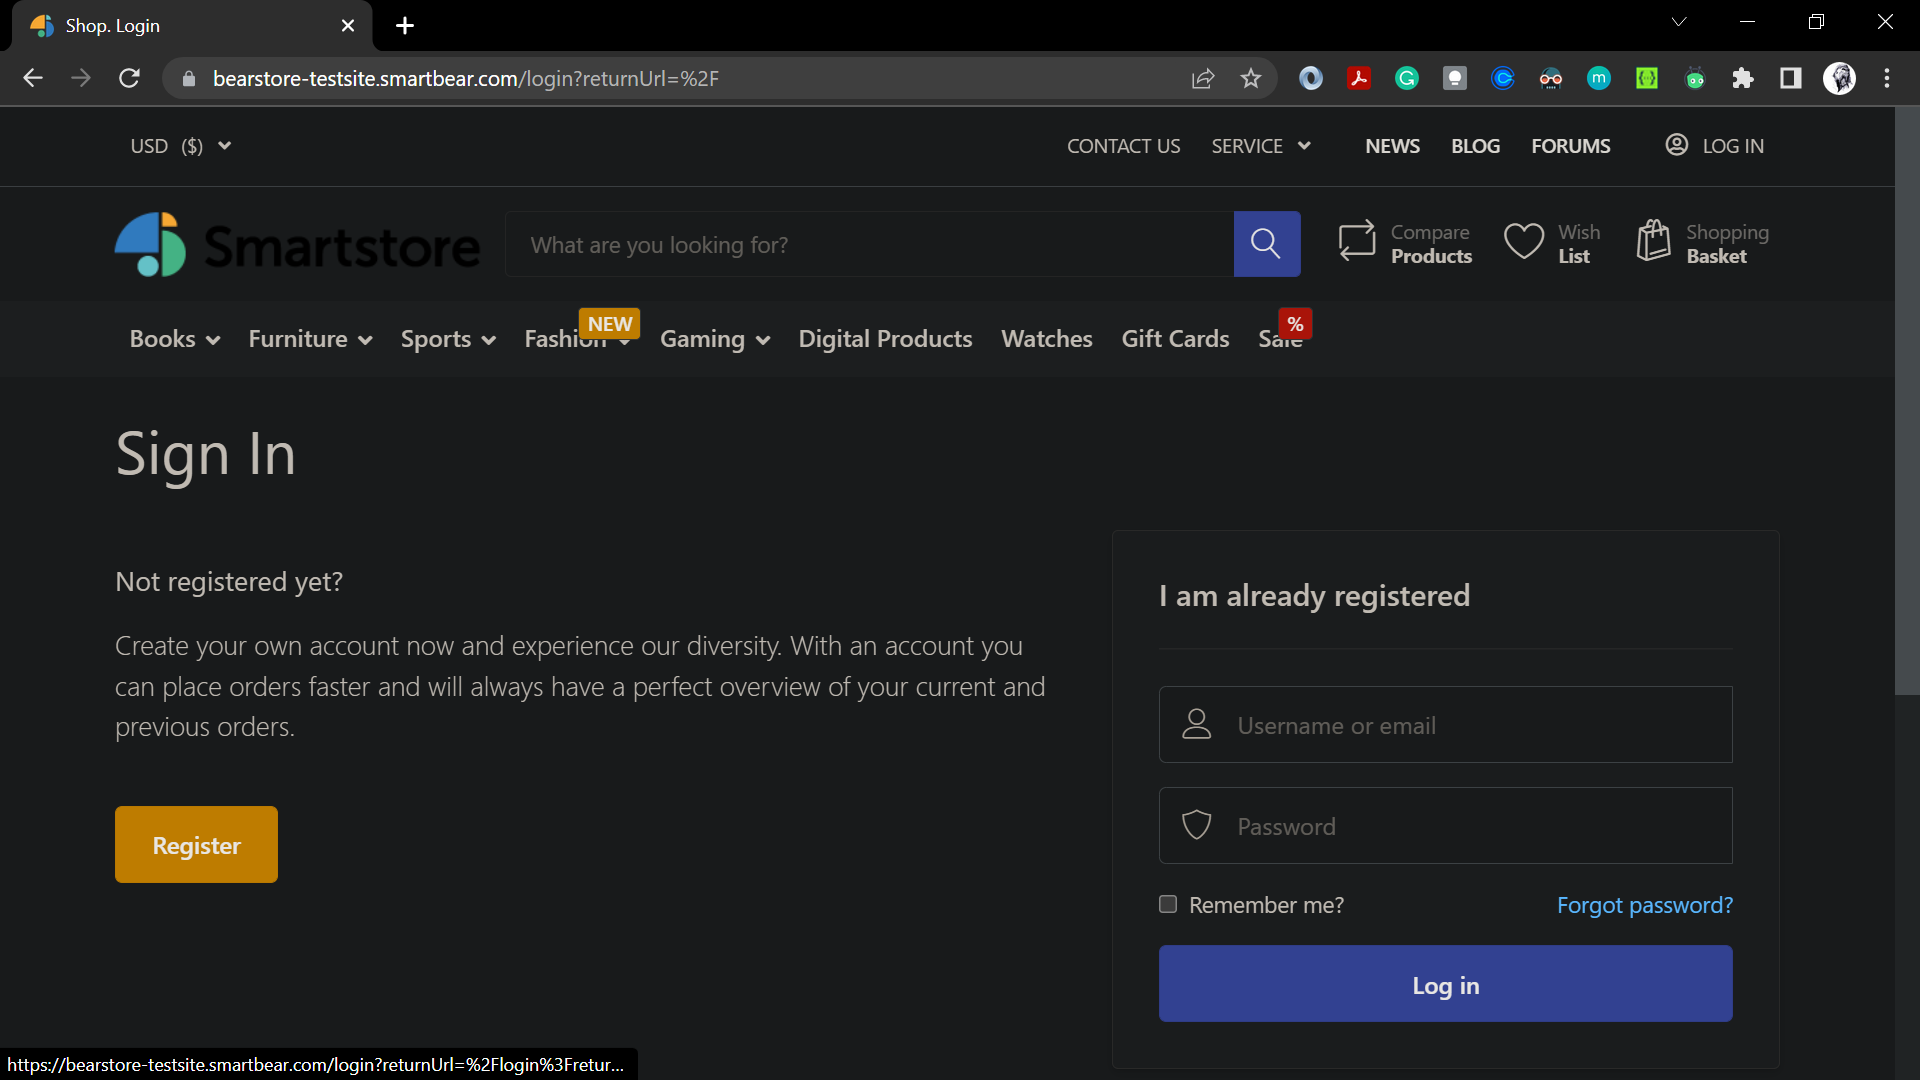 Shop. Login
bearstore-testsite.smartbear.com/login?returnUrl=%2F
USD ($)
CONTACT US SERVICE NEWS BLOG FORUMS LOG IN
Smartstore
What are you looking for?
Compare Products
Wish List
Shopping Basket
Books Furniture Sports Fashion NEW Gaming Digital Products Watches Gift Cards Sale %
Sign In
Not registered yet?
Create your own account now and experience our diversity. With an account you
can place orders faster and will always have a perfect overview of your current and
previous orders.
Register
I am already registered
Username or email
Password
Remember me? Forgot password?
Log in
https://bearstore-testsite.smartbear.com/login?returnUrl=%2Flogin%3Fretur...